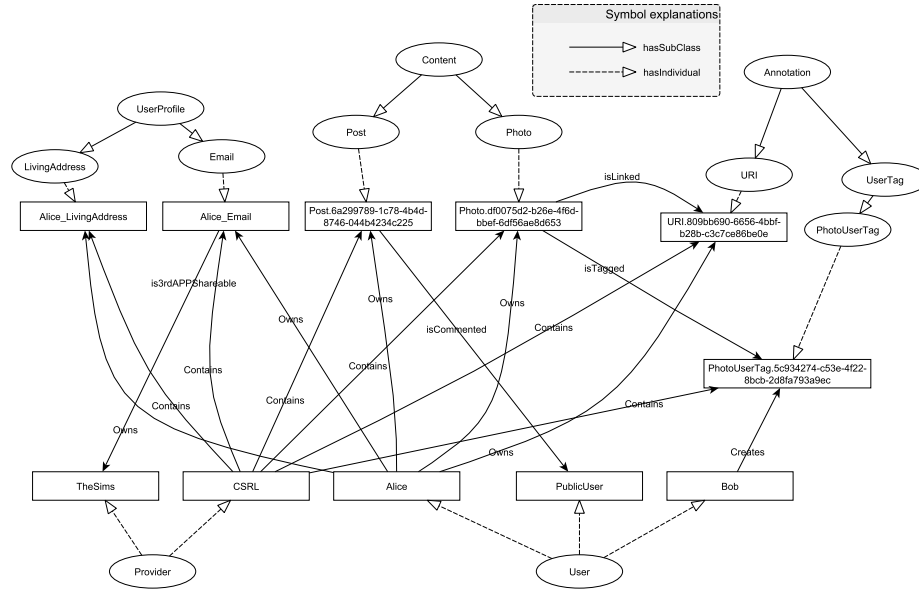 Symbol explanations
hasSubClass
hasIndividual
Content
Annotation
UserProfile
Post
Photo
LivingAddress
Email
URI
UserTag
isLinked
Alice_LivingAddress
Alice_Email
Post.6a299789-1c78-4b4d-
8746-044b4234c225
Photo.df0075d2-b26e-4f6d-
bbef-6df56ae8d653
URI.809bb690-6656-4bbf-
b28b-c3c7ce86be0e
PhotoUserTag
isTagged
is3rdAPPShareable
Owns
Owns
Owns
isCommented
Contains
Contains
Contains
PhotoUserTag.5c934274-c53e-4f22-
8bcb-2d8fa793a9ec
Contains
Contains
Contains
Owns
Owns
Creates
TheSims
CSRL
Alice
PublicUser
Bob
Provider
User